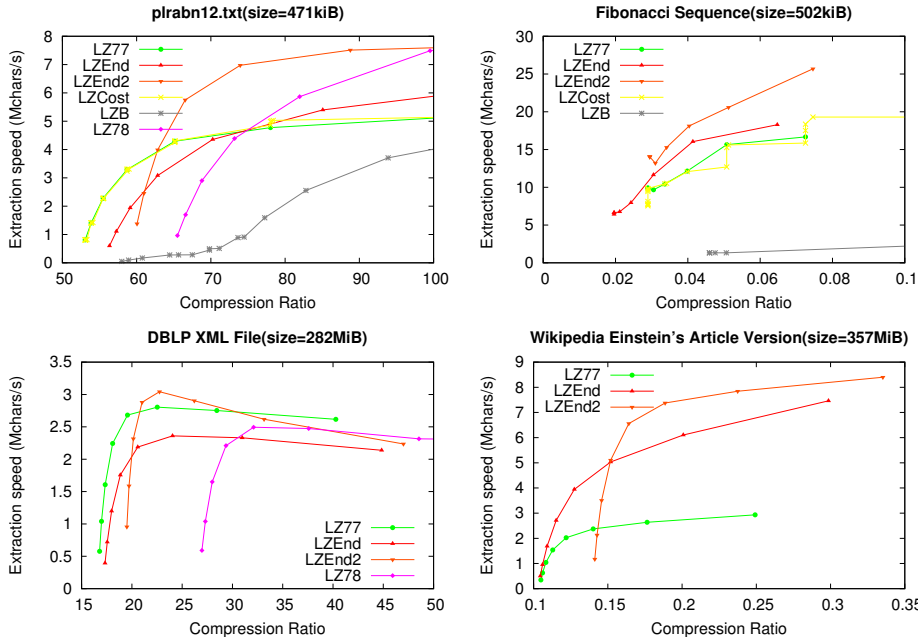 plrabn12.txt(size=471kiB)
Extraction speed (Mchars/s)
8
7
6
5
4
3
2
1
0
LZ77
LZEnd
LZEnd2
LZCost
LZB
LZ78
50 60 70 80 90 100
Compression Ratio
Fibonacci Sequence(size=502kiB)
Extraction speed (Mchars/s)
30
25
20
15
10
5
0
LZ77
LZEnd
LZEnd2
LZCost
LZB
0 0.02 0.04 0.06 0.08 0.1
Compression Ratio
DBLP XML File(size=282MiB)
Extraction speed (Mchars/s)
3.5
3
2.5
2
1.5
1
0.5
0
LZ77
LZEnd
LZEnd2
LZ78
15 20 25 30 35 40 45 50
Compression Ratio
Wikipedia Einstein's Article Version(size=357MiB)
Extraction speed (Mchars/s)
9
8
7
6
5
4
3
2
1
0
LZ77
LZEnd
LZEnd2
0.1 0.15 0.2 0.25 0.3 0.35
Compression Ratio